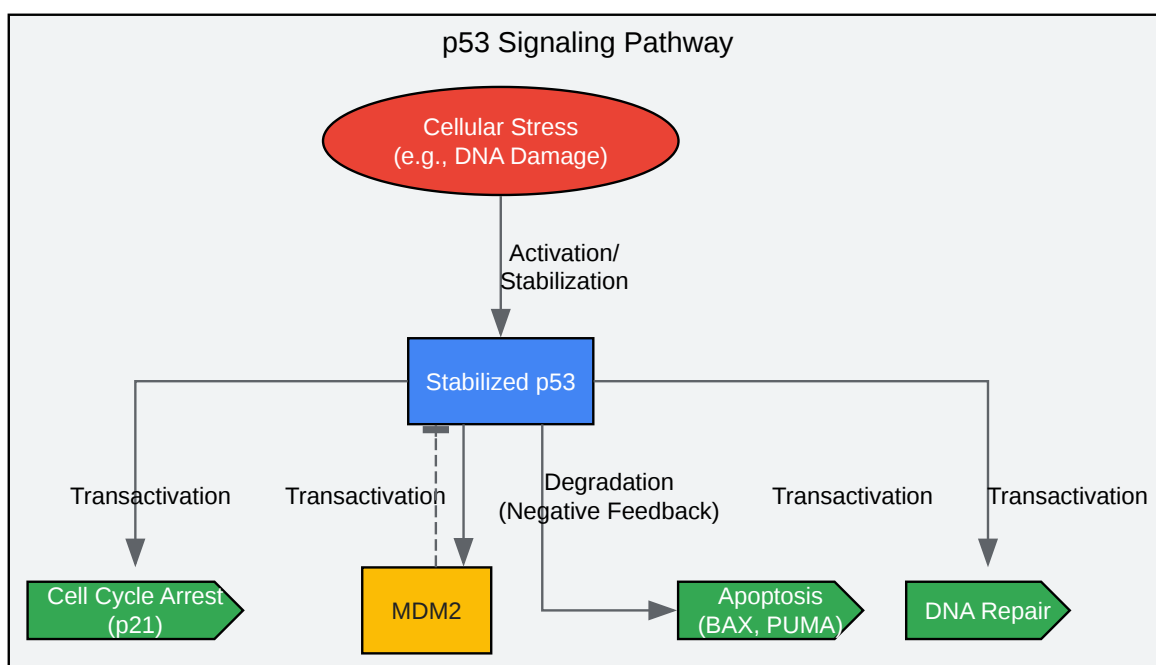 p53 Signaling Pathway
Cellular Stress
(e.g., DNA Damage)
Activation/
Stabilization
Stabilized p53
Transactivation
Transactivation
Degradation
(Negative Feedback)
Transactivation
Transactivation
Cell Cycle Arrest
(p21)
MDM2
Apoptosis
(BAX, PUMA)
DNA Repair